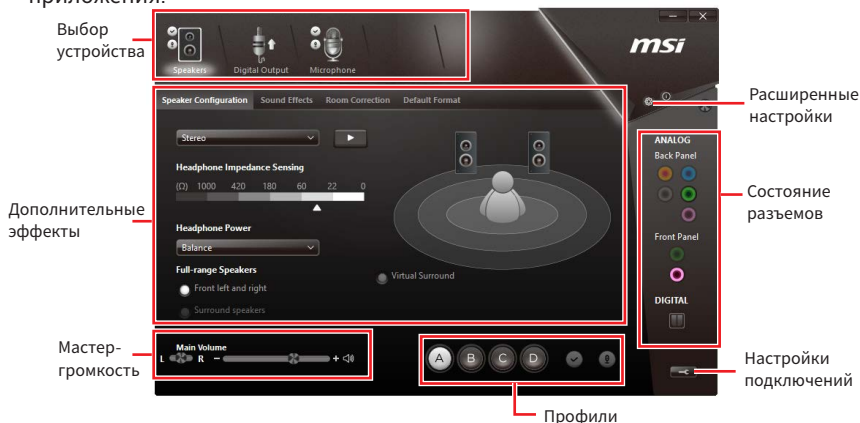 приложения.
Выбор
устройства
msi
Speakers
Digital Output
Microphone
Speaker Configuration Sound Effects Room Correction Default Format
Расширенные
настройки
Stereo
Headphone Impedance Sensing
(Ω) 1000 420 180 60 22 0
Дополнительные
эффекты
Headphone Power
Balance
Full-range Speakers
Front left and right
Surround speakers
Virtual Surround
ANALOG
Back Panel
Front Panel
DIGITAL
Состояние
разъемов
Мастер-
громкость
Main Volume
L R − +
A B C D
Настройки
подключений
Профили